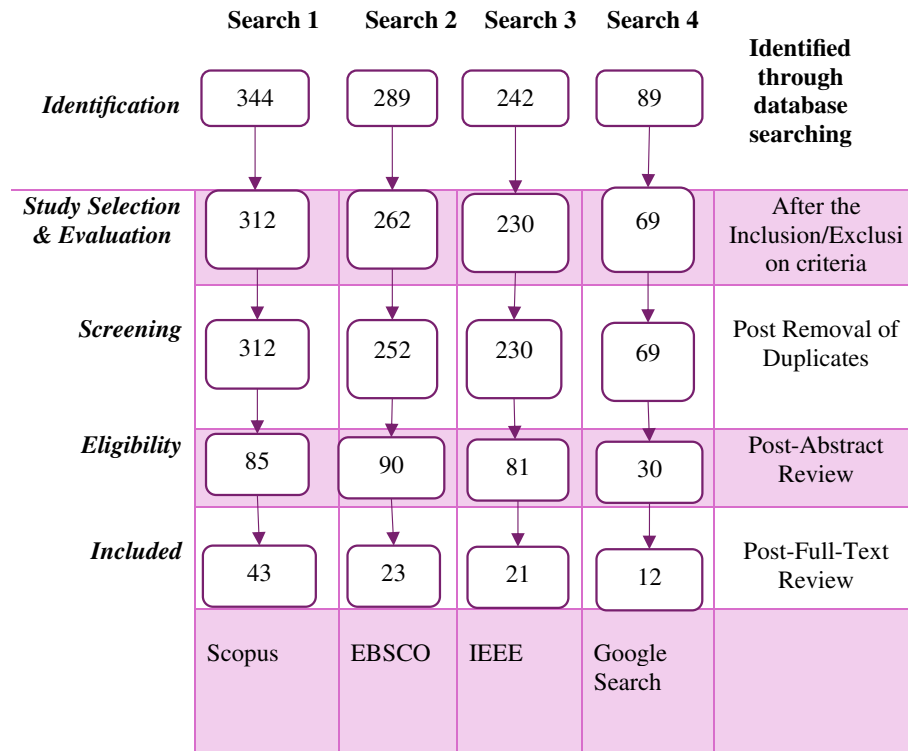 Search 1 Search 2 Search 3 Search 4
Identified
through
database
searching
Identification 344 289 242 89
Study Selection
& Evaluation
312 262 230 69
After the
Inclusion/Exclusi
on criteria
Screening 312 252 230 69
Post Removal of
Duplicates
Eligibility 85 90 81 30
Post-Abstract
Review
Included 43 23 21 12
Post-Full-Text
Review
Scopus EBSCO IEEE Google
Search